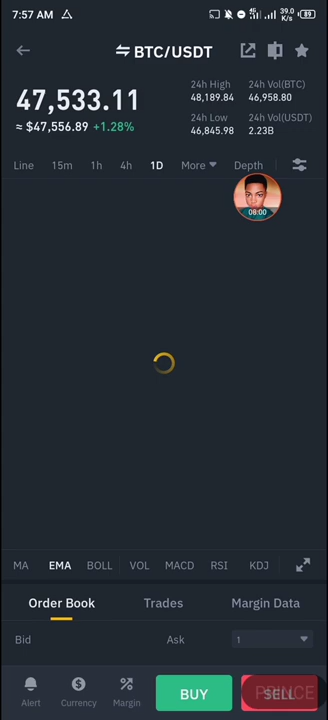 7:57 AM 4G 39.0 K/s 89
BTC/USDT
47,533.11
≈ $47,556.89 +1.28%
24h High 24h Vol(BTC)
48,189.84 46,958.80
24h Low 24h Vol(USDT)
46,845.98 2.23B
Line 15m 1h 4h 1D More Depth
08:00
MA EMA BOLL VOL MACD RSI KDJ
Order Book Trades Margin Data
Bid Ask 1
Alert Currency Margin BUY SELL
PRINCE